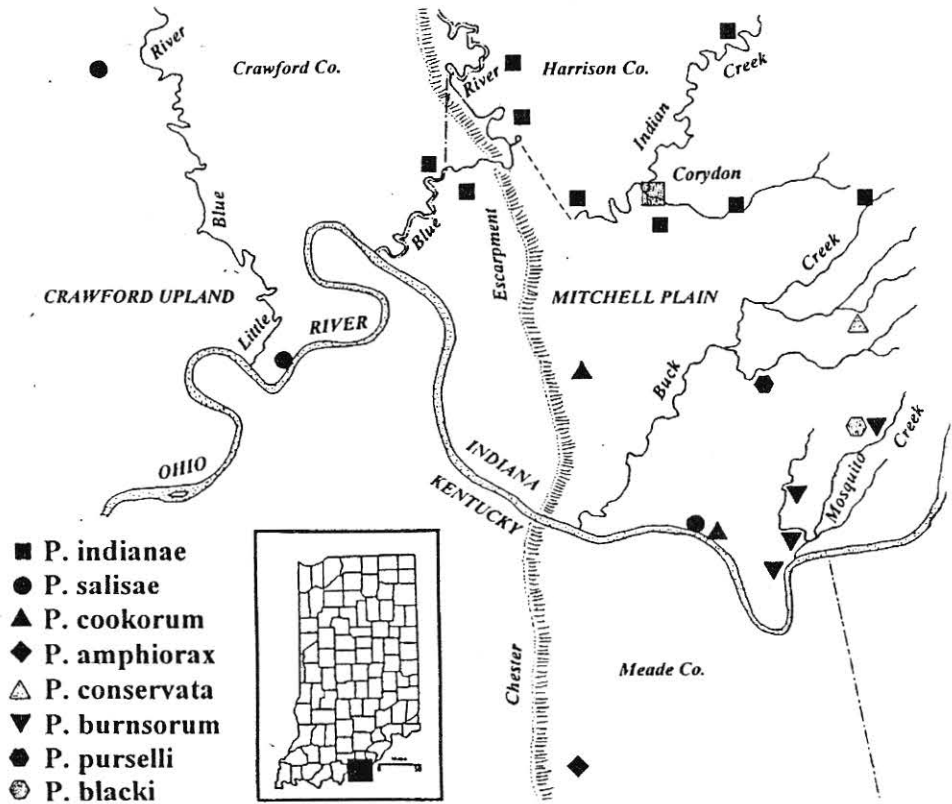 River
Crawford Co.
River
Harrison Co.
Creek
Indian
Corydon
Blue
Blue
Escarpment
Creek
CRAWFORD UPLAND
MITCHELL PLAIN
RIVER
Little
Buck
Creek
Mosquito
OHIO
INDIANA
KENTUCKY
Chester
Meade Co.
P. indianae
P. salisae
P. cookorum
P. amphiorax
P. conservata
P. burnsorum
P. purselli
P. blacki